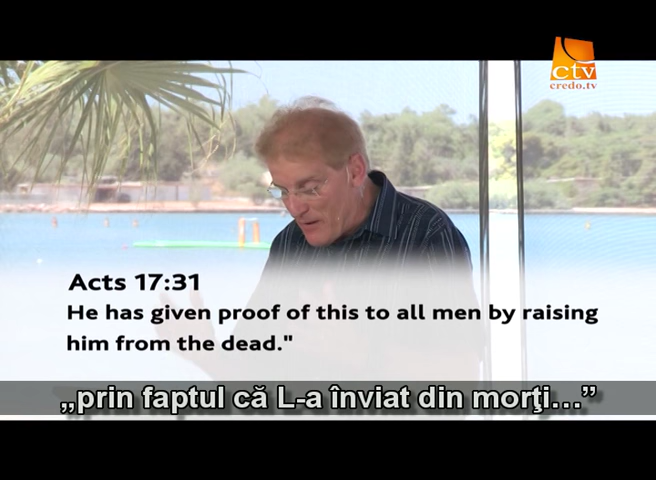 ctv
credo.tv
Acts 17:31
He has given proof of this to all men by raising
him from the dead."
„prin faptul că L-a înviat din morţi...”